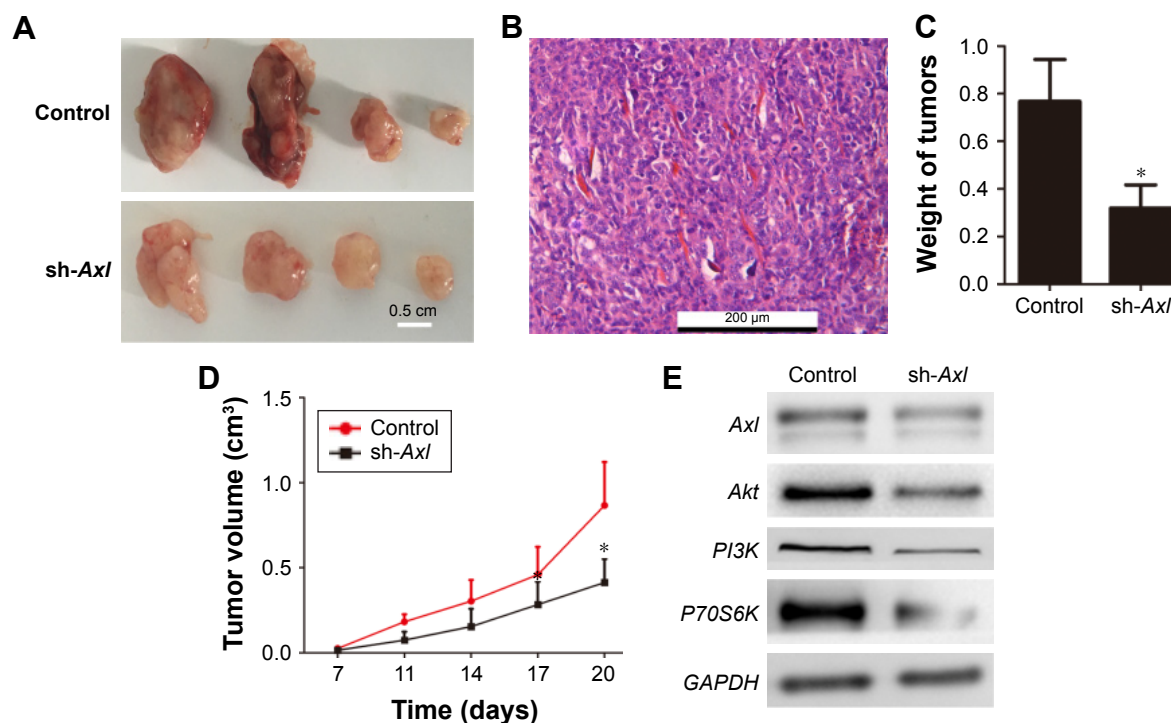 A
Control
sh-Axl
0.5 cm
B
200 µm
C
Weight of tumors
1.0
0.8
0.6
0.4
0.2
0.0
*
Control
sh-Axl
D
Tumor volume (cm³)
1.5
1.0
0.5
0.0
Control
sh-Axl
*
*
7 11 14 17 20
Time (days)
E
Control sh-Axl
Axl
Akt
PI3K
P70S6K
GAPDH